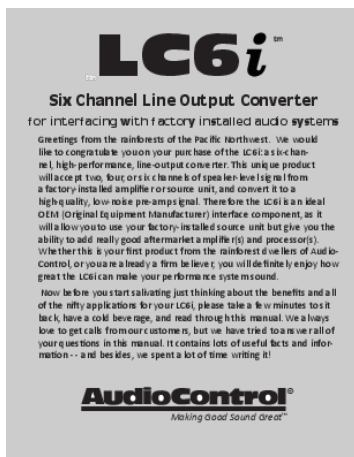 LC6i™
Six Channel Line Output Converter
for interfacing with factory installed audio systems
Greetings from the rainforests of the Pacific Northwest. We would
like to congratulate you on your purchase of the LC6i: a six-chan-
nel, high-performance, line-output converter. This unique product
will accept two, four, or six channels of speaker-level signal from
a factory-installed amplifier or source unit, and convert it to a
high-quality, low-noise pre-amp signal. Therefore the LC6i is an ideal
OEM (Original Equipment Manufacturer) interface component, as it
will allow you to use your factory-installed source unit but give you the
ability to add really good aftermarket amplifier(s) and processor(s).
Whether this is your first product from the rainforest dwellers of Audio-
Control, or you are already a firm believer, you will definitely enjoy how
great the LC6i can make your performance system sound.
Now before you start salivating just thinking about the benefits and all
of the nifty applications for your LC6i, please take a few minutes to sit
back, have a cold beverage, and read through this manual. We always
love to get calls from our customers, but we have tried to answer all of
your questions in this manual. It contains lots of useful facts and infor-
mation -- and besides, we spent a lot of time writing it!
AudioControl®
Making Good Sound Great™